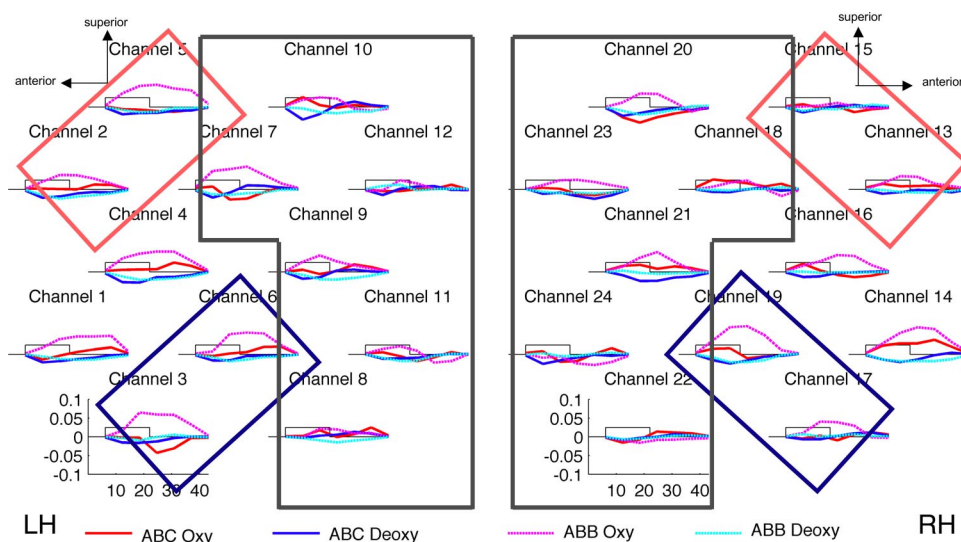 superior
superior
Channel 5
Channel 10
Channel 20
Channel 15
anterior
anterior
Channel 2
Channel 7
Channel 12
Channel 23
Channel 18
Channel 13
Channel 4
Channel 9
Channel 21
Channel 16
Channel 1
Channel 6
Channel 11
Channel 24
Channel 19
Channel 14
Channel 3
Channel 8
Channel 22
Channel 17
0.1
0.05
0
-0.05
-0.1
10 20 30 40
0.1
0.05
0
-0.05
-0.1
10 20 30 40
LH
RH
ABC Oxy
ABC Deoxy
ABB Oxy
ABB Deoxy